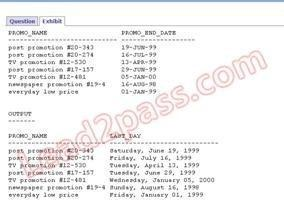 Question Exhibit
PROMO_NAME PROMO_END_DATE
post promotion #20-343 19-JUN-99
post promotion #20-274 16-JUL-99
TV promotion #12-530 13-APR-99
post promotion #17-157 29-JUN-99
TV promotion #12-481 05-JAN-00
newspaper promotion #19-4 16-AUG-98
everyday low price 01-JAN-99
OUTPUT
PROMO_NAME LAST_DAY
post promotion #20-343 Saturday, June 19, 1999
post promotion #20-274 Friday, July 16, 1999
TV promotion #12-530 Tuesday, April 13, 1999
post promotion #17-157 Tuesday, June 29, 1999
TV promotion #12-481 Wednesday, January 05, 2000
newspaper promotion #19-4 Sunday, August 16, 1998
everyday low price Friday, January 01, 1999